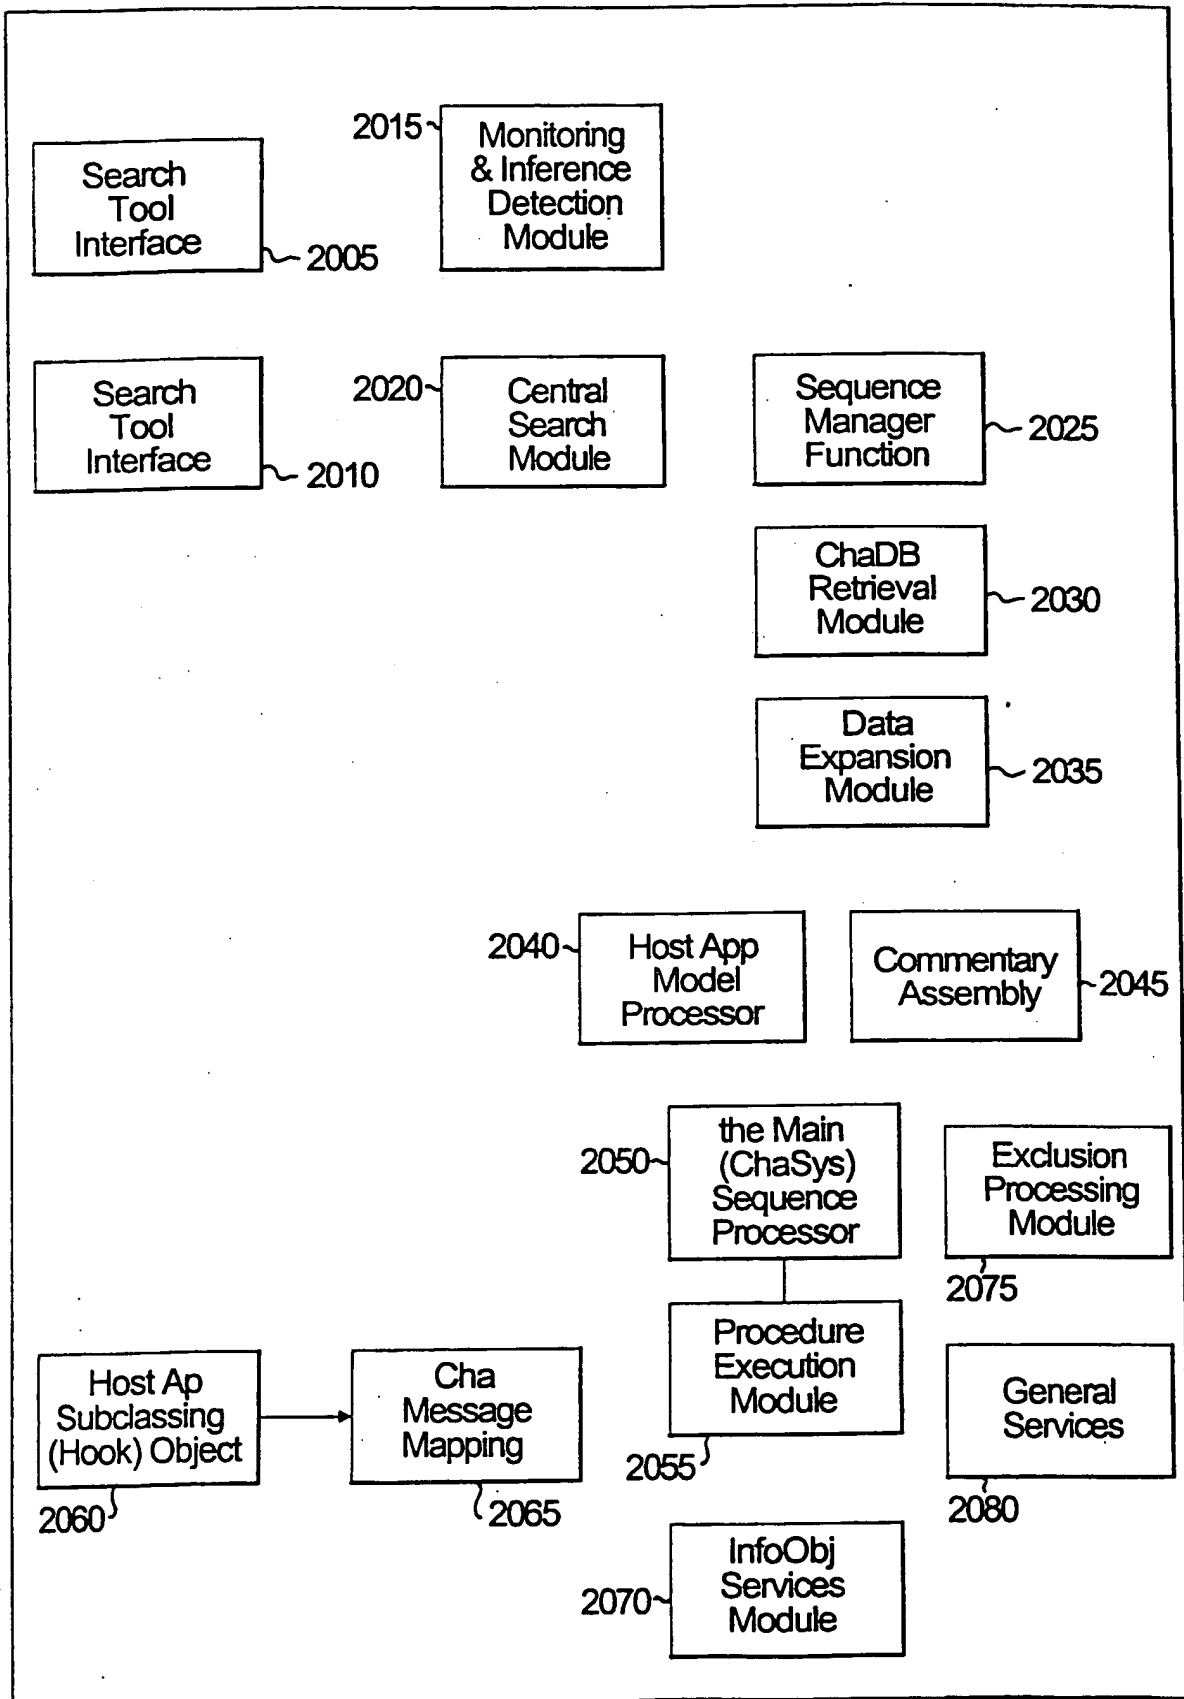 2015
Monitoring
& Inference
Detection
Module
Search
Tool
Interface
2005
Search
Tool
Interface
2010
2020
Central
Search
Module
Sequence
Manager
Function
2025
ChaDB
Retrieval
Module
2030
Data
Expansion
Module
2035
2040
Host App
Model
Processor
Commentary
Assembly
2045
2050
the Main
(ChaSys)
Sequence
Processor
Exclusion
Processing
Module
2075
Procedure
Execution
Module
2055
Host Ap
Subclassing
(Hook) Object
2060
Cha
Message
Mapping
2065
General
Services
2080
2070
InfoObj
Services
Module